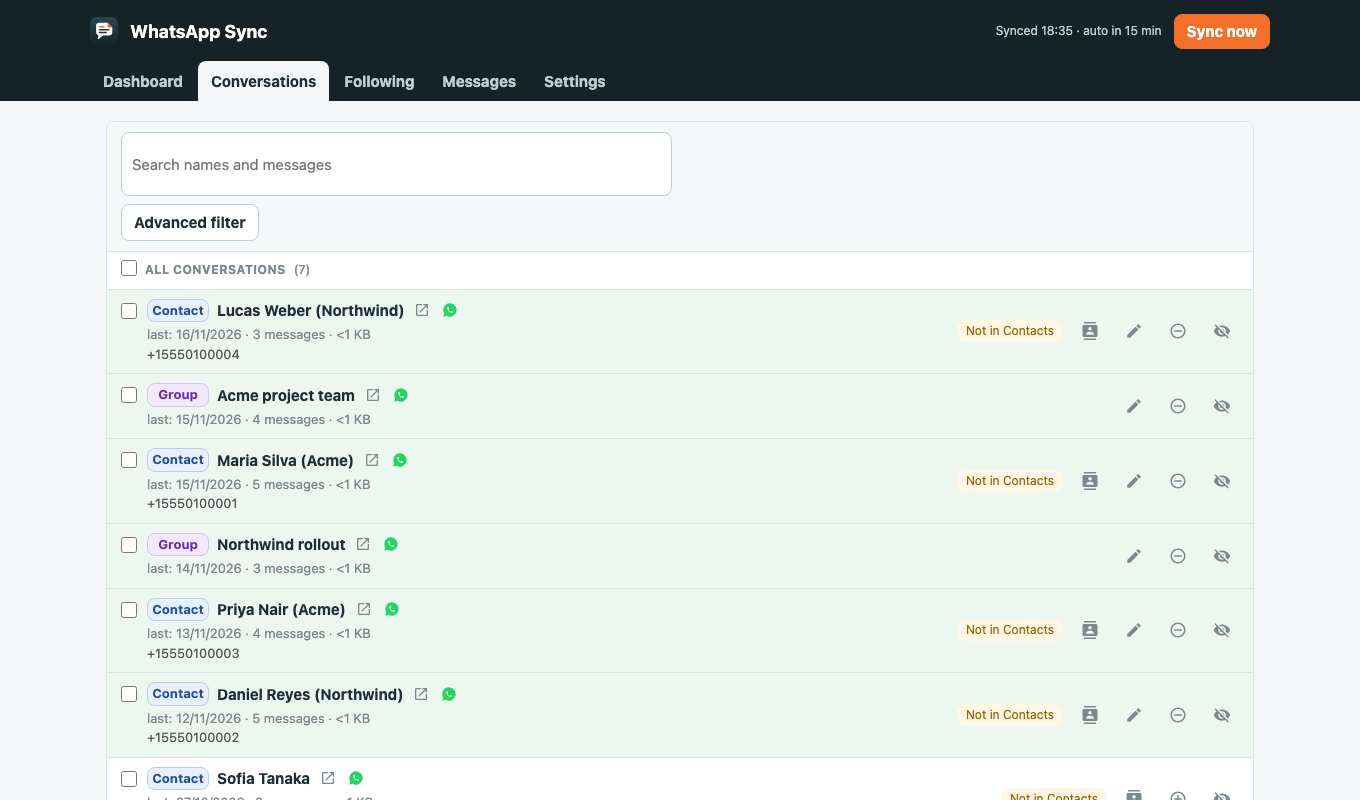 WhatsApp Sync
Synced 18:35 · auto in 15 min
Sync now
Dashboard
Conversations
Following
Messages
Settings
Search names and messages
Advanced filter
ALL CONVERSATIONS (7)
Contact Lucas Weber (Northwind)
last: 16/11/2026 · 3 messages · <1 KB
+15550100004
Not in Contacts
Group Acme project team
last: 15/11/2026 · 4 messages · <1 KB
Contact Maria Silva (Acme)
last: 15/11/2026 · 5 messages · <1 KB
+15550100001
Not in Contacts
Group Northwind rollout
last: 14/11/2026 · 3 messages · <1 KB
Contact Priya Nair (Acme)
last: 13/11/2026 · 4 messages · <1 KB
+15550100003
Not in Contacts
Contact Daniel Reyes (Northwind)
last: 12/11/2026 · 5 messages · <1 KB
+15550100002
Not in Contacts
Contact Sofia Tanaka
Not in Contacts